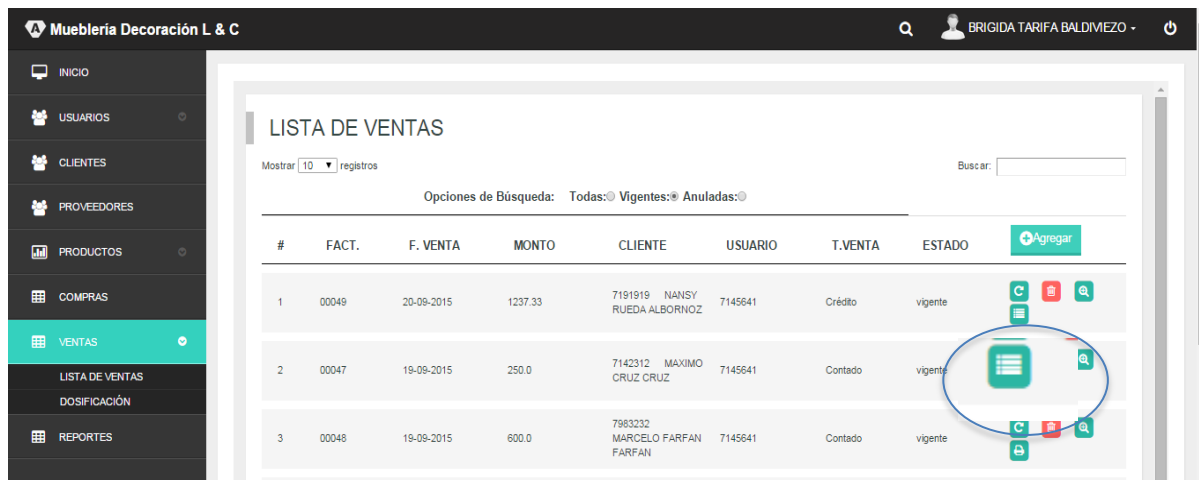 A Mueblería Decoración L & C
BRIGIDA TARIFA BALDIVIEZO
INICIO
USUARIOS
CLIENTES
PROVEEDORES
PRODUCTOS
COMPRAS
VENTAS
LISTA DE VENTAS
DOSIFICACIÓN
REPORTES
LISTA DE VENTAS
Mostrar 10 registros
Buscar:
Opciones de Búsqueda: Todas: Vigentes: Anuladas:
# FACT. F. VENTA MONTO CLIENTE USUARIO T.VENTA ESTADO Agregar
1 00049 20-09-2015 1237.33 7191919 NANSY RUEDA ALBORNOZ 7145641 Crédito vigente
2 00047 19-09-2015 250.0 7142312 MAXIMO CRUZ CRUZ 7145641 Contado vigente
3 00048 19-09-2015 600.0 7983232 MARCELO FARFAN FARFAN 7145641 Contado vigente